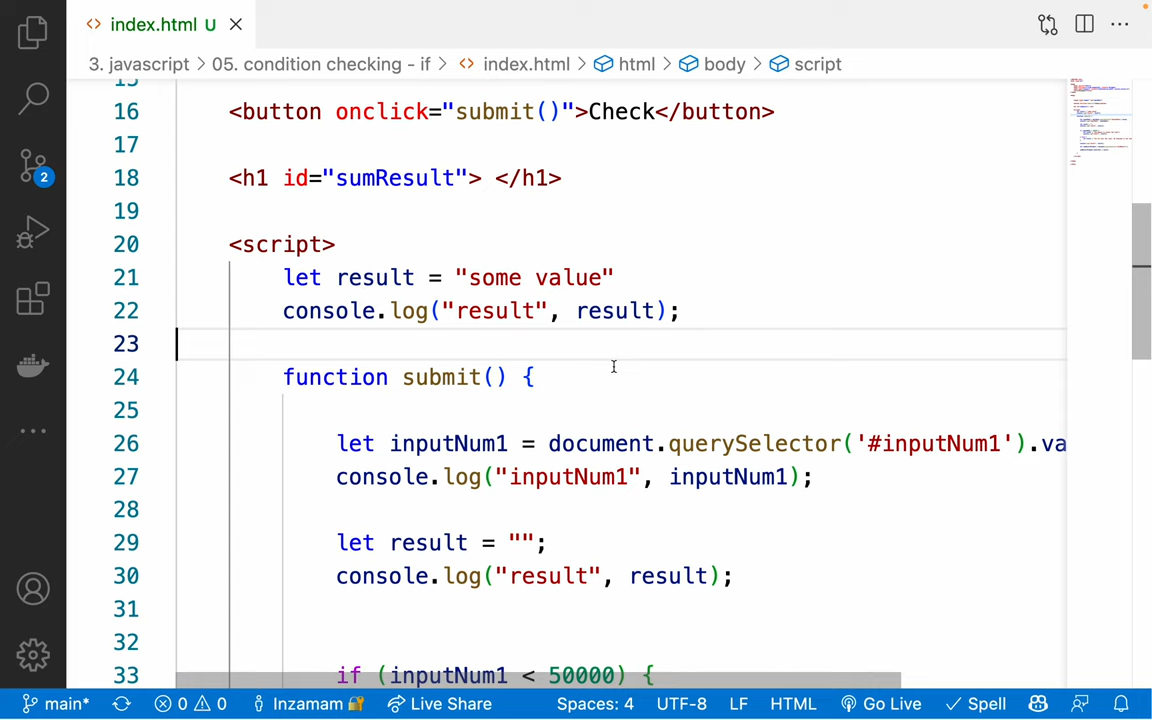 index.html U
3. javascript > 05. condition checking - if > index.html > html > body > script
16 <button onclick="submit()">Check</button>
17
18 <h1 id="sumResult"> </h1>
19
20 <script>
21 let result = "some value"
22 console.log("result", result);
23
24 function submit() {
25
26 let inputNum1 = document.querySelector('#inputNum1').va
27 console.log("inputNum1", inputNum1);
28
29 let result = "";
30 console.log("result", result);
31
32
33 if (inputNum1 < 50000) {
2
main* 0 0 Inzamam Live Share Spaces: 4 UTF-8 LF HTML Go Live Spell